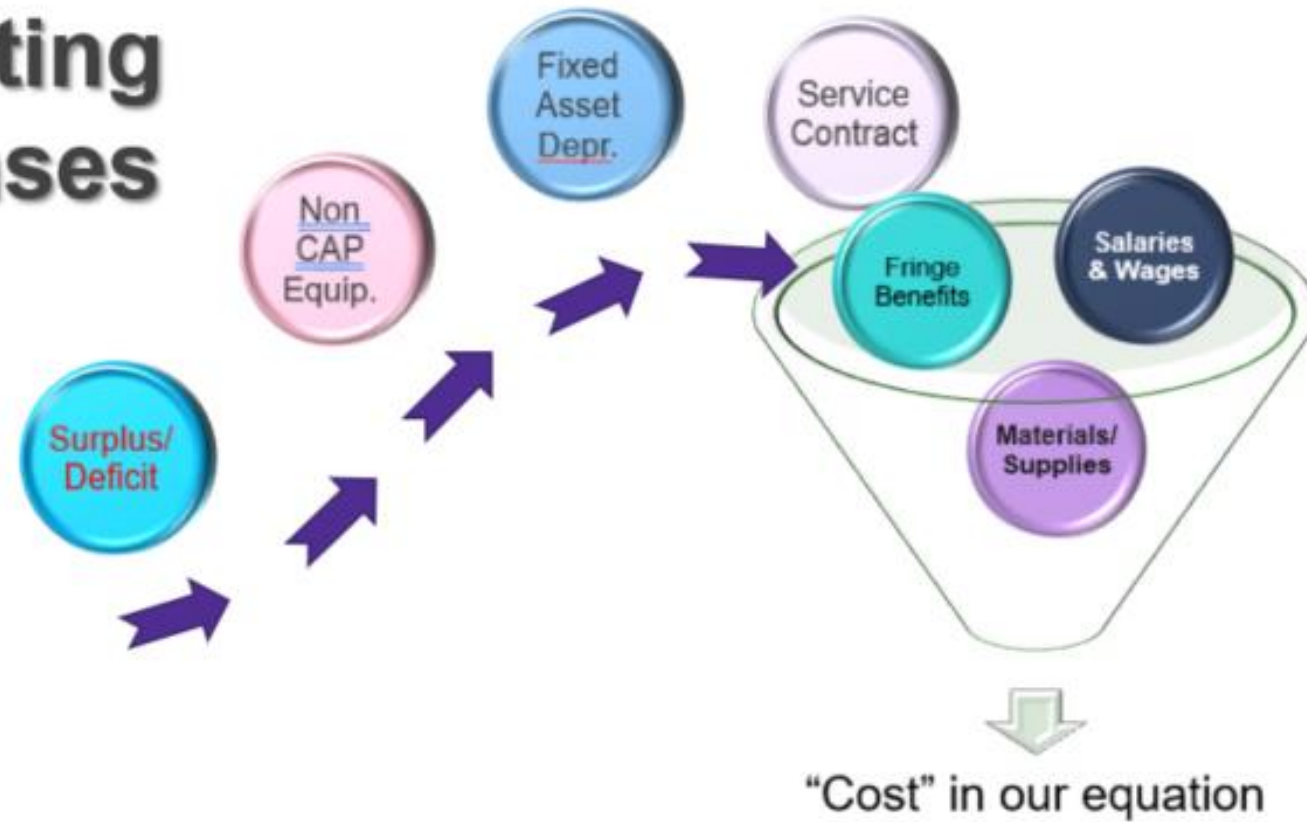 ting
ses
Fixed
Asset
Depr.
Service
Contract
Non
CAP
Equip.
Fringe
Benefits
Salaries
& Wages
Surplus/
Deficit
Materials/
Supplies
“Cost” in our equation